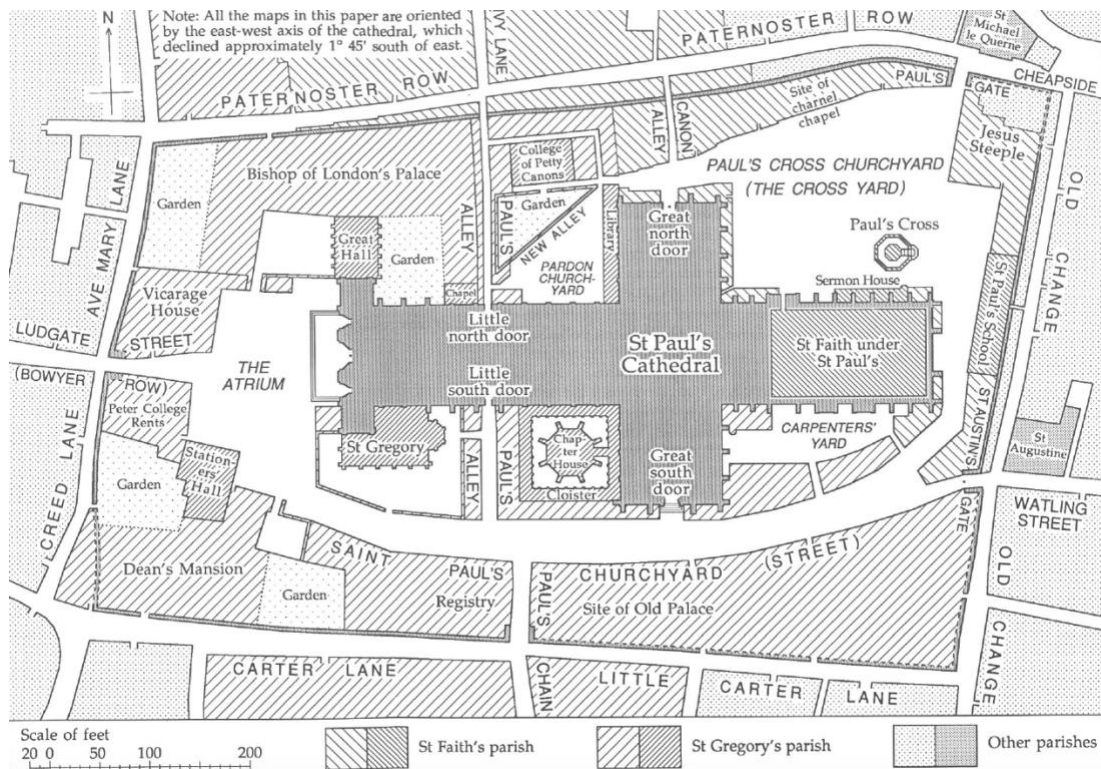 Note: All the maps in this paper are oriented
by the east-west axis of the cathedral, which
declined approximately 1° 45' south of east.
N
PATERNOSTER ROW
VY LANE
PATERNOSTER ROW
St
Michael
le Querne
CHEAPSIDE
PAUL'S
GATE
Site of
charnel
chapel
CANON
ALLEY
Jesus
Steeple
OLD
CHANGE
AVE MARY LANE
Garden
Bishop of London's Palace
College
of Petty
Canons
Garden
PAUL'S
ALLEY
NEW ALLEY
Library
Great
north
door
PAUL'S CROSS CHURCHYARD
(THE CROSS YARD)
Paul's Cross
Sermon House
Great
Hall
Garden
Chapel
PARDON
CHURCH-
YARD
Vicarage
House
LUDGATE
STREET
(BOWYER
ROW)
THE
ATRIUM
Little
north door
Little
south door
St Paul's
Cathedral
St Faith under
St Paul's
St Paul's School
ST AUSTIN'S
GATE
St
Augustine
Peter College
Rents
Garden
Station-
ers
Hall
St Gregory
ALLEY
PAUL'S
Chap-
ter
House
Cloister
Great
south
door
CARPENTERS'
YARD
WATLING
STREET
CREED LANE
Dean's Mansion
Garden
SAINT PAUL'S CHURCHYARD (STREET)
Registry
PAUL'S
CHAIN
Site of Old Palace
OLD
CHANGE
CARTER LANE
LITTLE CARTER LANE
Scale of feet
20 0 50 100 200
St Faith's parish
St Gregory's parish
Other parishes